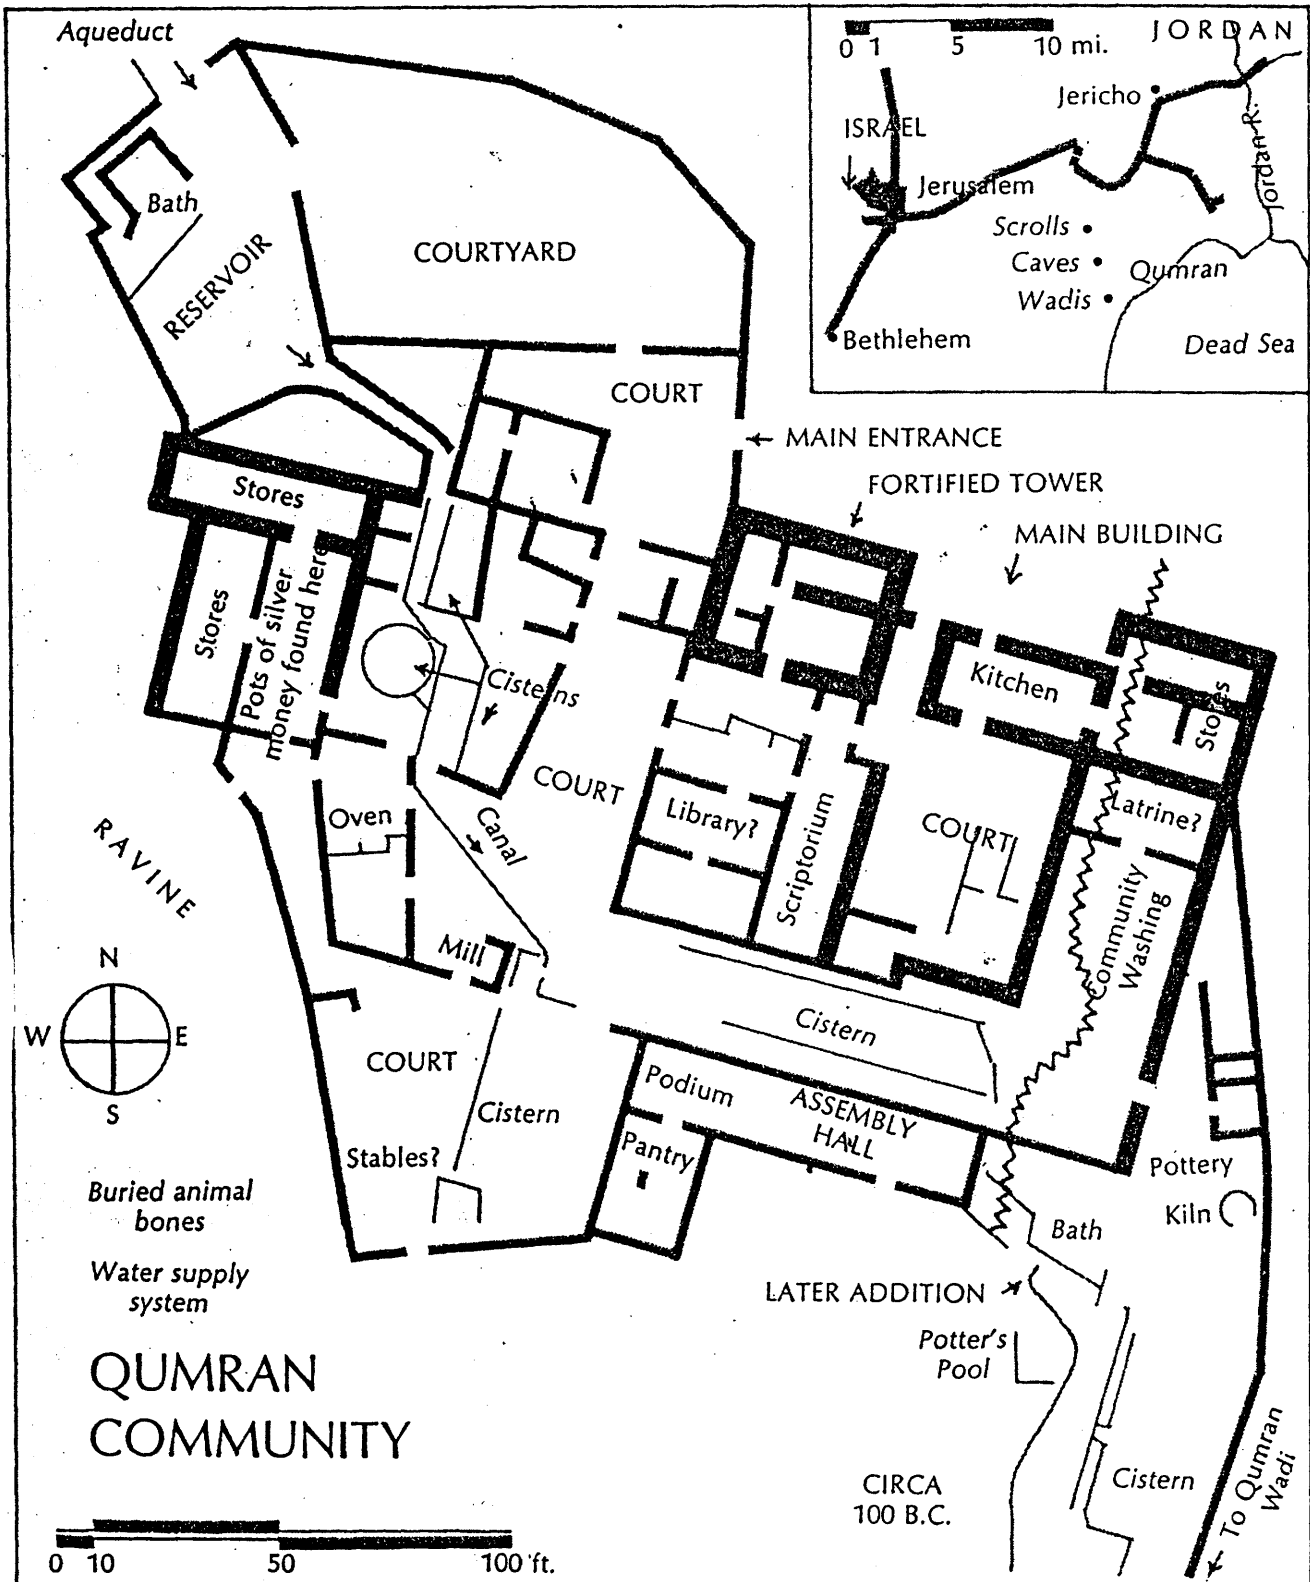 Aqueduct
0 1 5 10 mi.
JORDAN
Jericho
ISRAEL
Jordan R.
Jerusalem
Scrolls
Caves
Qumran
Wadis
Bethlehem
Dead Sea
Bath
RESERVOIR
COURTYARD
COURT
MAIN ENTRANCE
FORTIFIED TOWER
MAIN BUILDING
Stores
Stores
Pots of silver
money found here
Cisterns
Kitchen
Stores
COURT
Library?
Scriptorium
COURT
Latrine?
Community
Washing
Oven
Canal
RAVINE
Mill
N
W E
S
COURT
Cistern
Cistern
Podium
ASSEMBLY
HALL
Pantry
Stables?
Pottery
Kiln
Bath
Buried animal
bones
Water supply
system
LATER ADDITION
Potter's
Pool
QUMRAN
COMMUNITY
CIRCA
100 B.C.
Cistern
To Qumran
Wadi
0 10 50 100 ft.